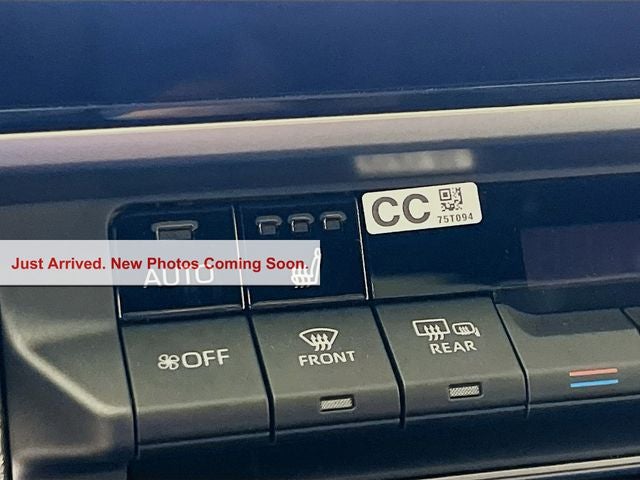 CC
75T094
Just Arrived. New Photos Coming Soon.
AUTO
OFF
FRONT
REAR